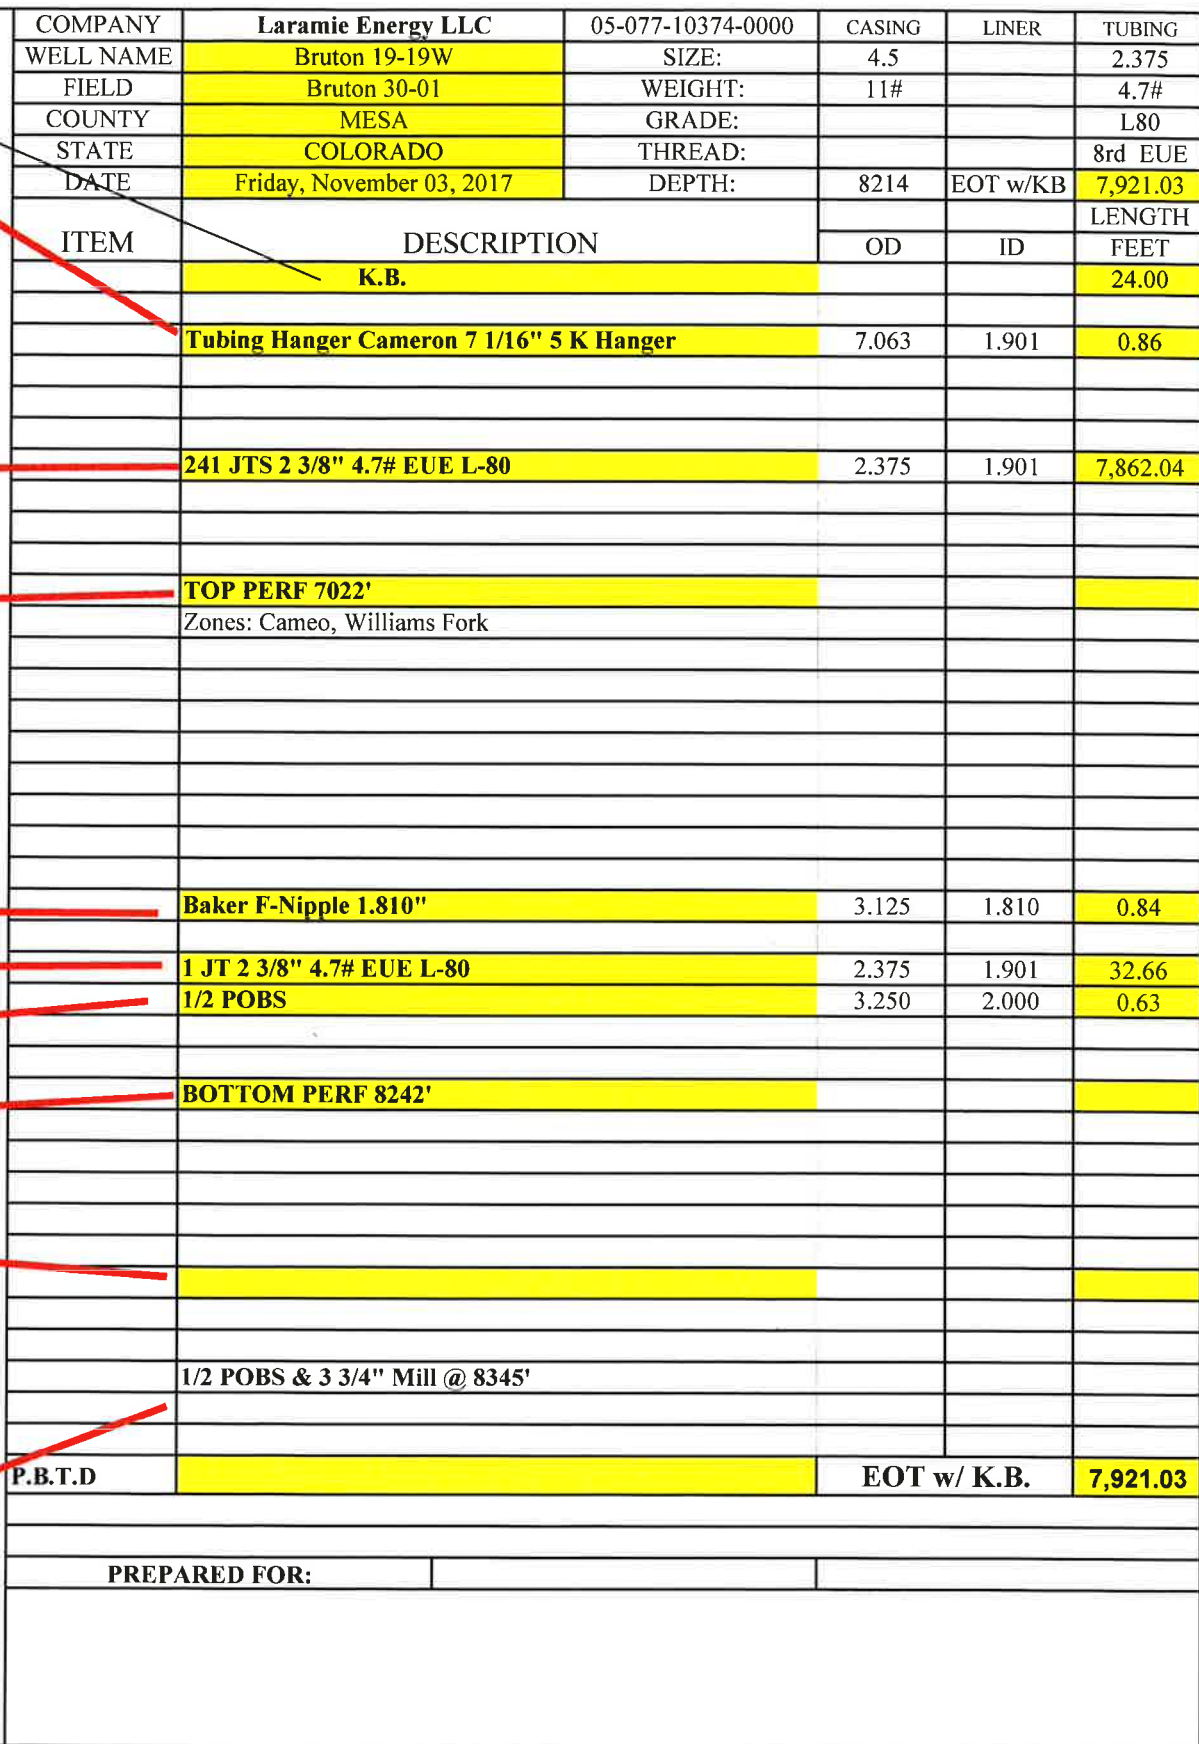 COMPANY Laramie Energy LLC 05-077-10374-0000 CASING LINER TUBING
WELL NAME Bruton 19-19W SIZE: 4.5 2.375
FIELD Bruton 30-01 WEIGHT: 11# 4.7#
COUNTY MESA GRADE: L80
STATE COLORADO THREAD: 8rd EUE
DATE Friday, November 03, 2017 DEPTH: 8214 EOT w/KB 7,921.03
LENGTH
ITEM DESCRIPTION OD ID FEET
K.B. 24.00
Tubing Hanger Cameron 7 1/16" 5 K Hanger 7.063 1.901 0.86
241 JTS 2 3/8" 4.7# EUE L-80 2.375 1.901 7,862.04
TOP PERF 7022'
Zones: Cameo, Williams Fork
Baker F-Nipple 1.810" 3.125 1.810 0.84
1 JT 2 3/8" 4.7# EUE L-80 2.375 1.901 32.66
1/2 POBS 3.250 2.000 0.63
BOTTOM PERF 8242'
1/2 POBS & 3 3/4" Mill @ 8345'
P.B.T.D EOT w/ K.B. 7,921.03
PREPARED FOR: